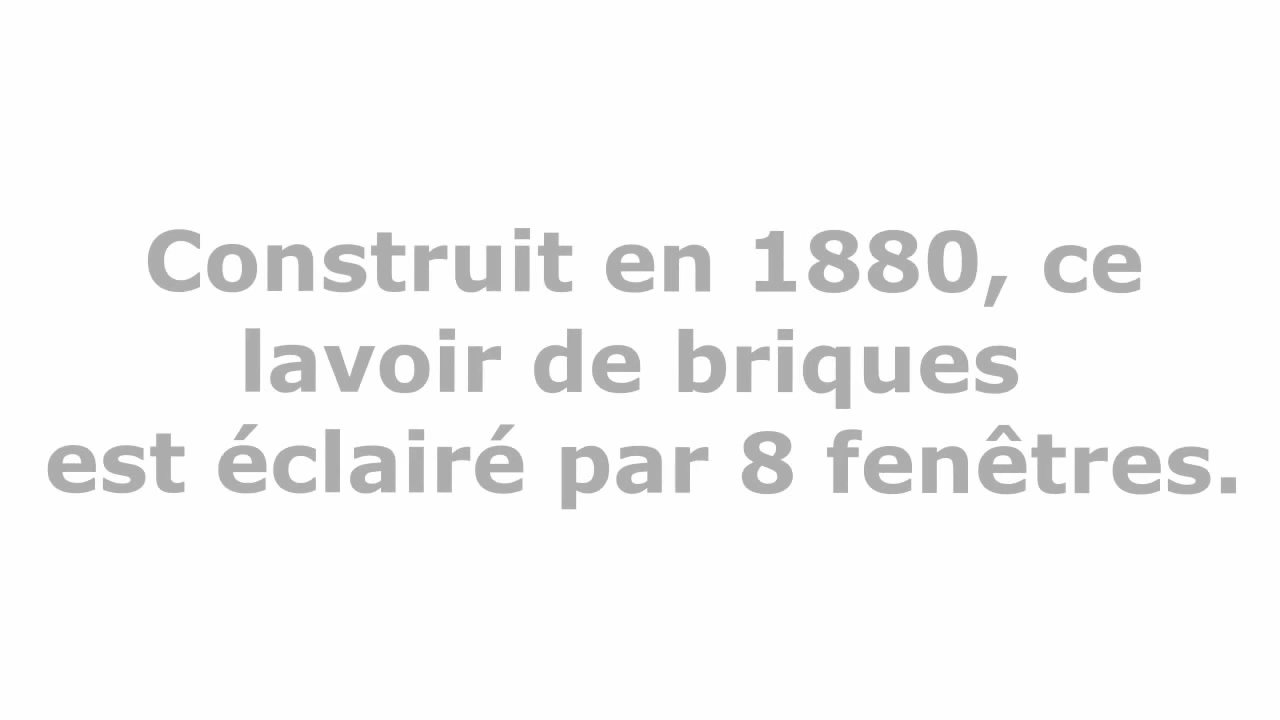 Construit en 1880, ce
lavoir de briques
est éclairé par 8 fenêtres.